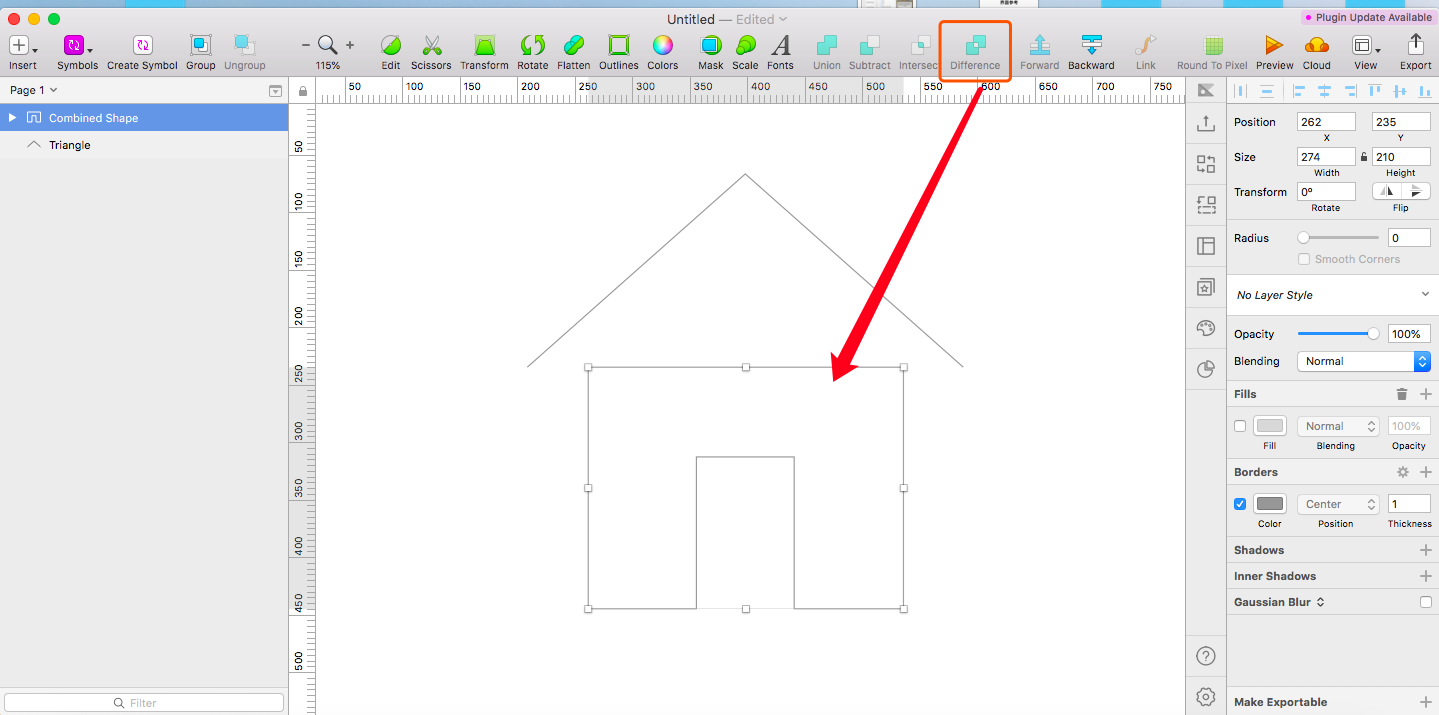 界面参考
Untitled — Edited
Plugin Update Available
Insert Symbols Create Symbol Group Ungroup 115% Edit Scissors Transform Rotate Flatten Outlines Colors Mask Scale Fonts Union Subtract Intersect Difference Forward Backward Link Round To Pixel Preview Cloud View Export
Page 1
50 100 150 200 250 300 350 400 450 500 550 600 650 700 750
Combined Shape
Triangle
50
100
150
200
250
300
350
400
450
500
Filter
Position 262 235
X Y
Size 274 210
Width Height
Transform 0º
Rotate Flip
Radius 0
Smooth Corners
No Layer Style
Opacity 100%
Blending Normal
Fills
Normal 100%
Fill Blending Opacity
Borders
Center 1
Color Position Thickness
Shadows
Inner Shadows
Gaussian Blur
Make Exportable